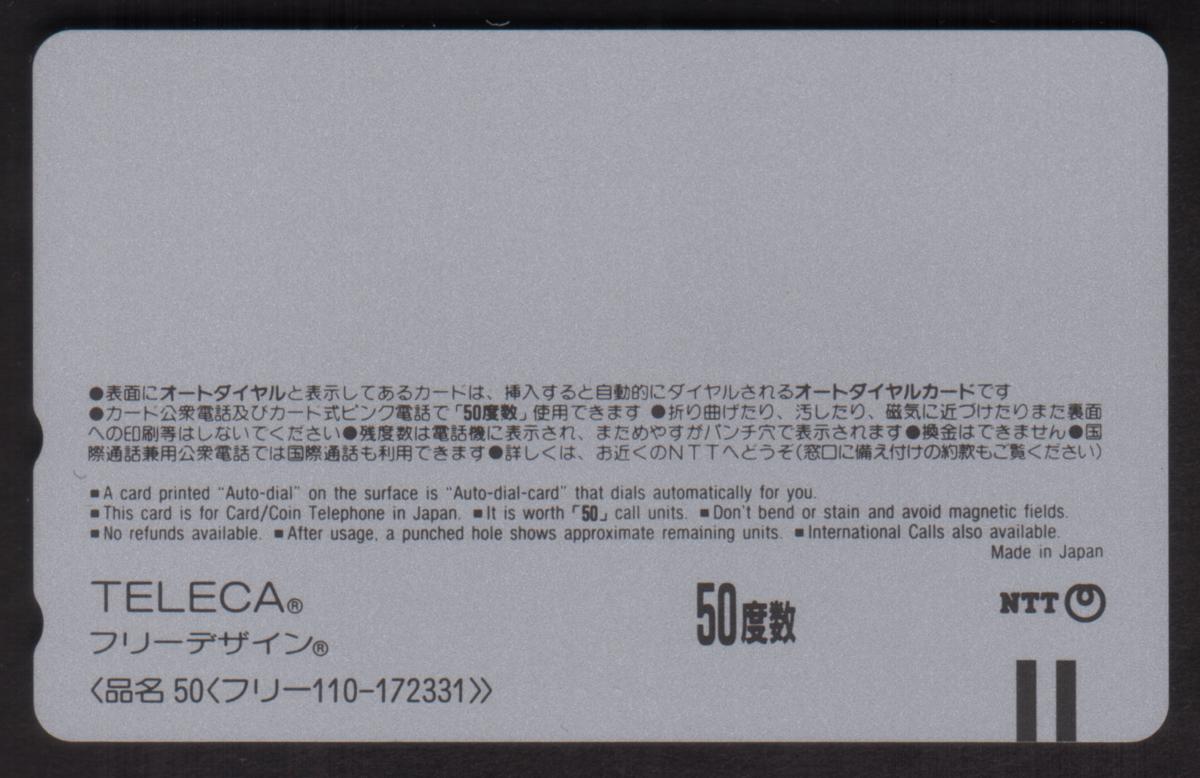 ●表面にオートダイヤルと表示してあるカードは、挿入すると自動的にダイヤルされるオートダイヤルカードです
●カード公衆電話及びカード式ピンク電話で「50度数」使用できます ●折り曲げたり、汚したり、磁気に近づけたりまた裏面
への印刷等はしないでください●残度数は電話機に表示され、まためやすがパンチ穴で表示されます●換金はできません●国
際通話兼用公衆電話では国際通話も利用できます●詳しくは、お近くのNTTへどうぞ(窓口に備え付けの約款もご覧ください)
■A card printed “Auto-dial” on the surface is “Auto-dial-card” that dials automatically for you.
■This card is for Card/Coin Telephone in Japan. ■It is worth「50」call units. ■Don't bend or stain and avoid magnetic fields.
■No refunds available. ■After usage, a punched hole shows approximate remaining units. ■International Calls also available.
Made in Japan
TELECA®
フリーデザイン®
50度数
NTT
〈品名 50〈フリー110-172331〉〉